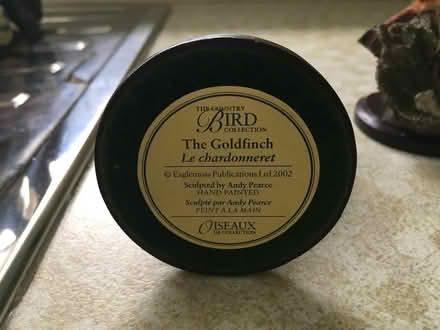 THE COUNTRY
BIRD
COLLECTION
The Goldfinch
Le chardonneret
© Eaglemoss Publications Ltd.2002
Sculpted by Andy Pearce
HAND PAINTED
Sculpté par Andy Pearce
PEINT A LA MAIN
OISEAUX
DE COLLECTION